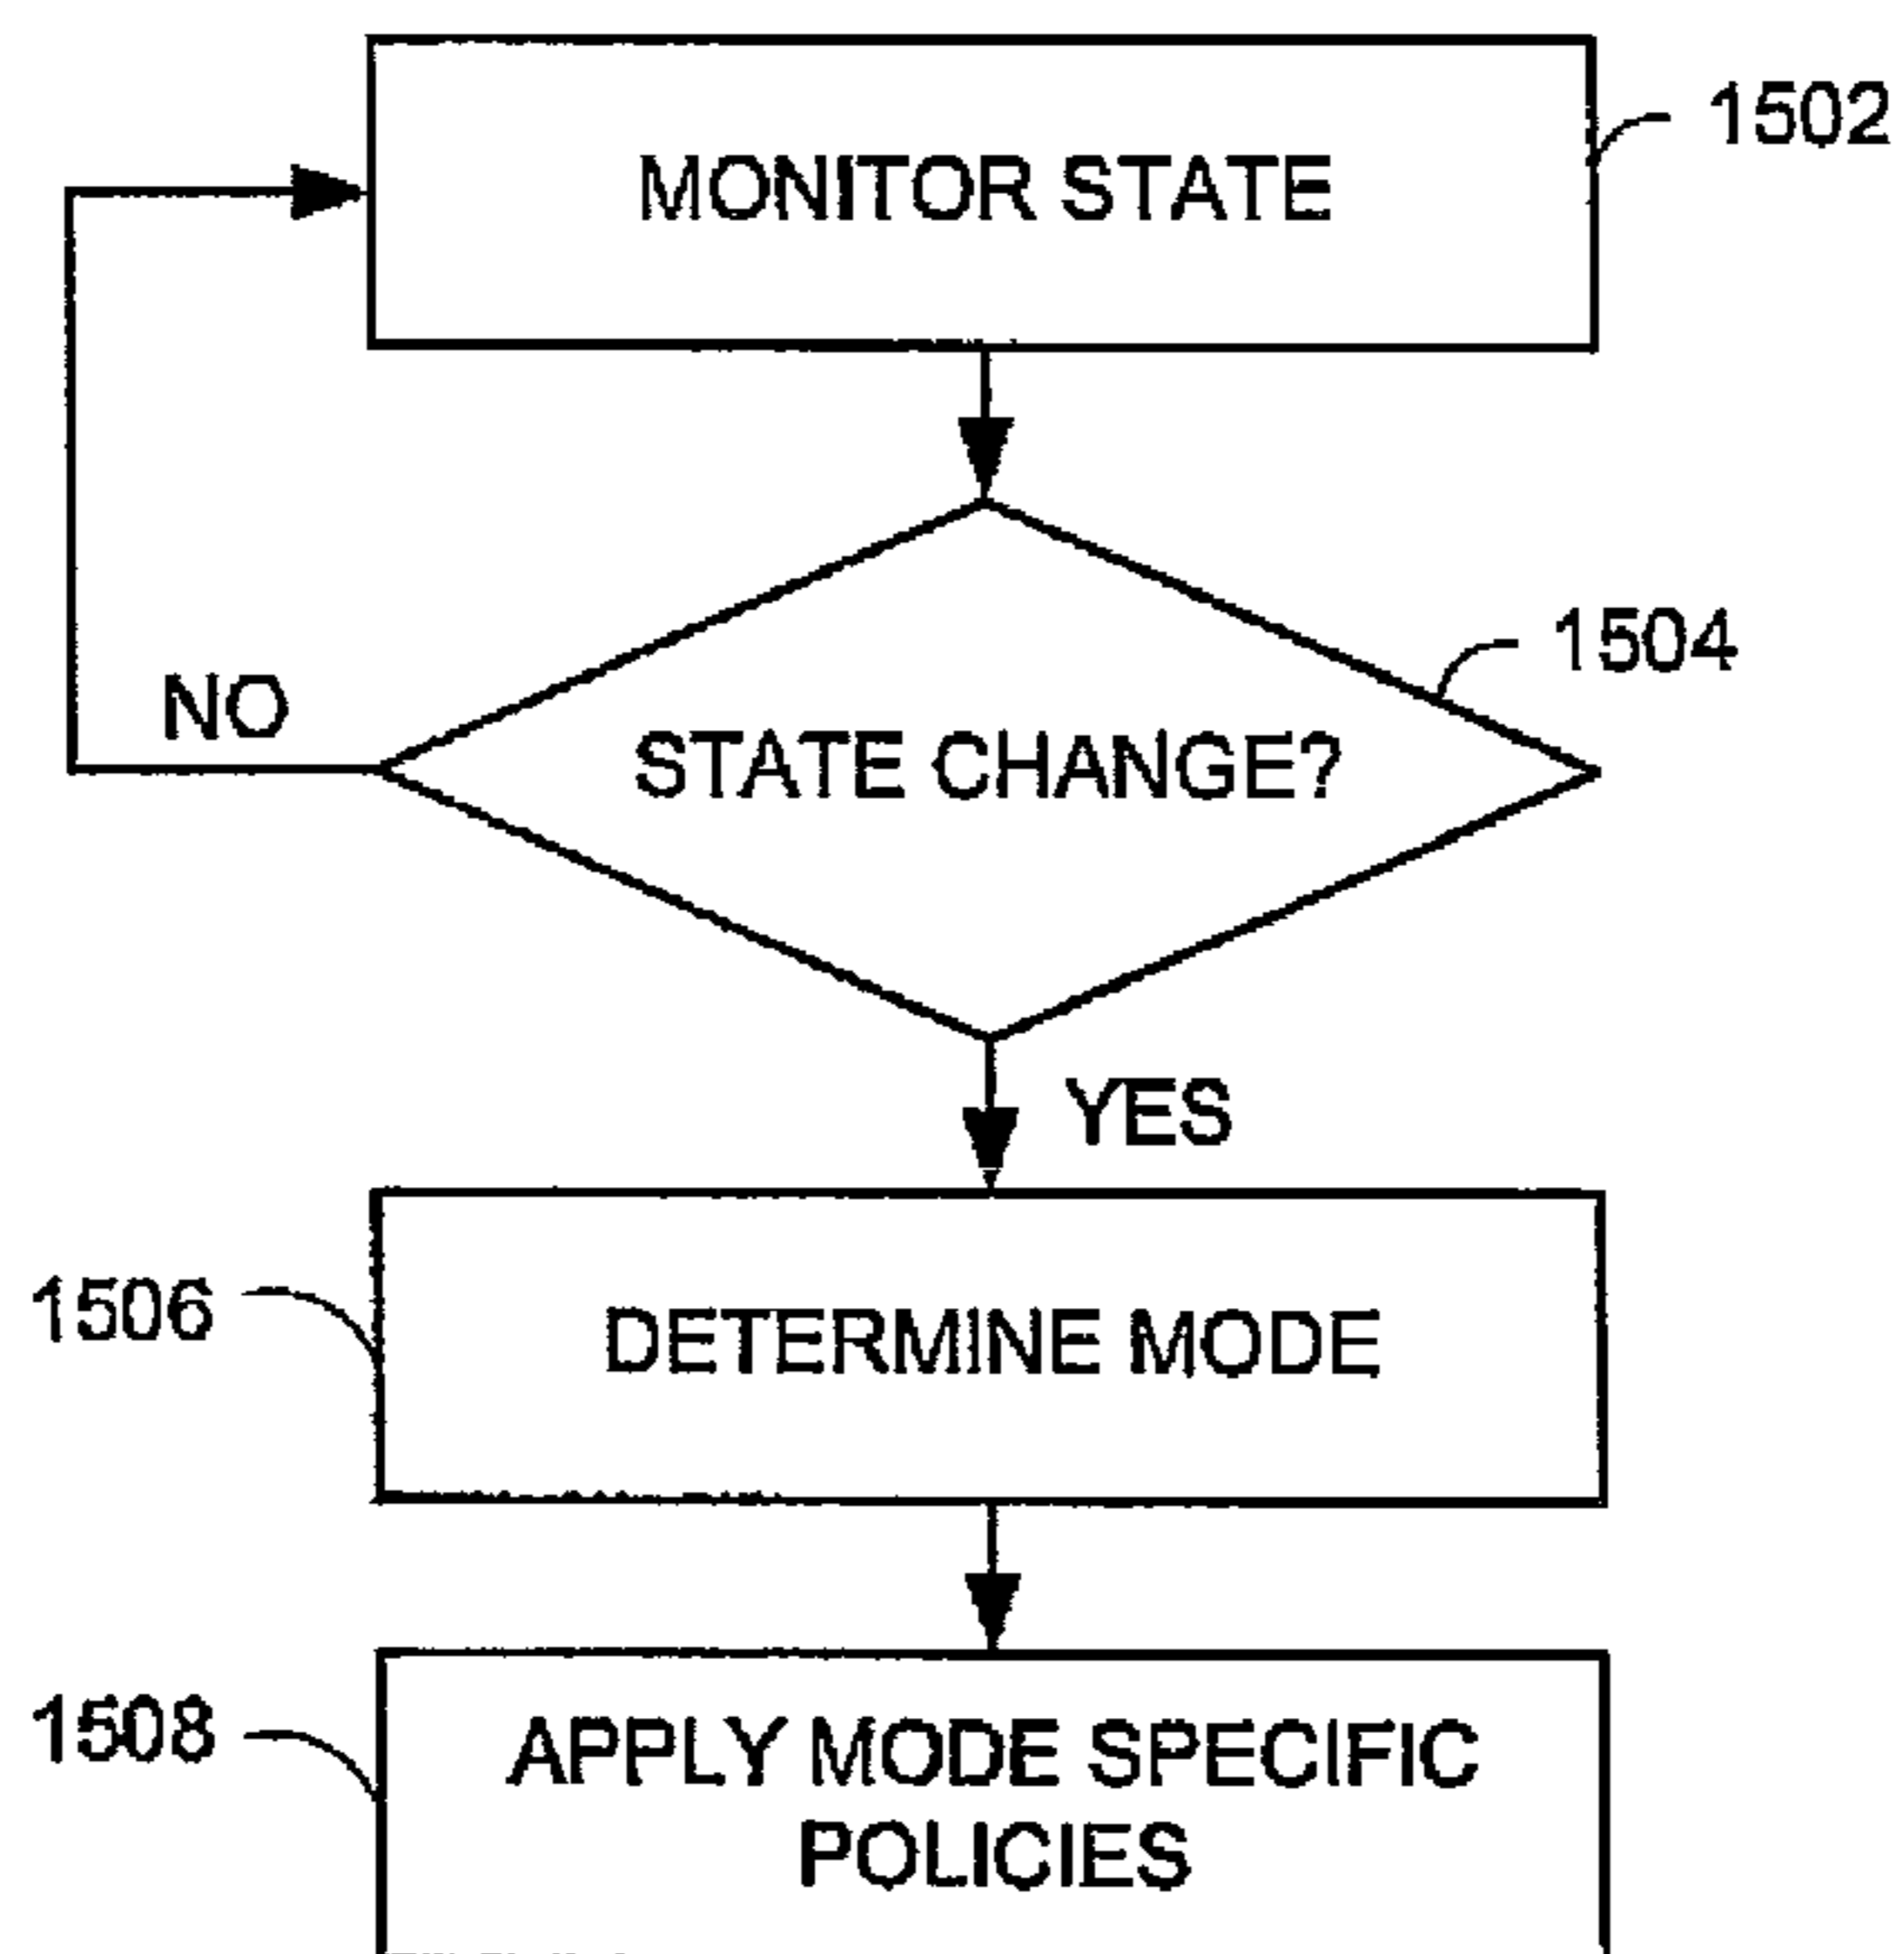 1502
MONITOR STATE
1504
NO
STATE CHANGE?
YES
1506
DETERMINE MODE
1508
APPLY MODE SPECIFIC
POLICIES